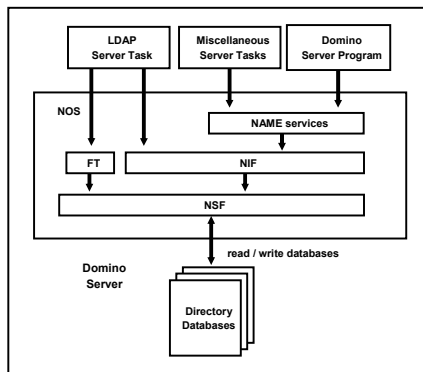 LDAP
Server Task
Miscellaneous
Server Tasks
Domino
Server Program
NOS
NAME services
FT
NIF
NSF
read / write databases
Domino
Server
Directory
Databases